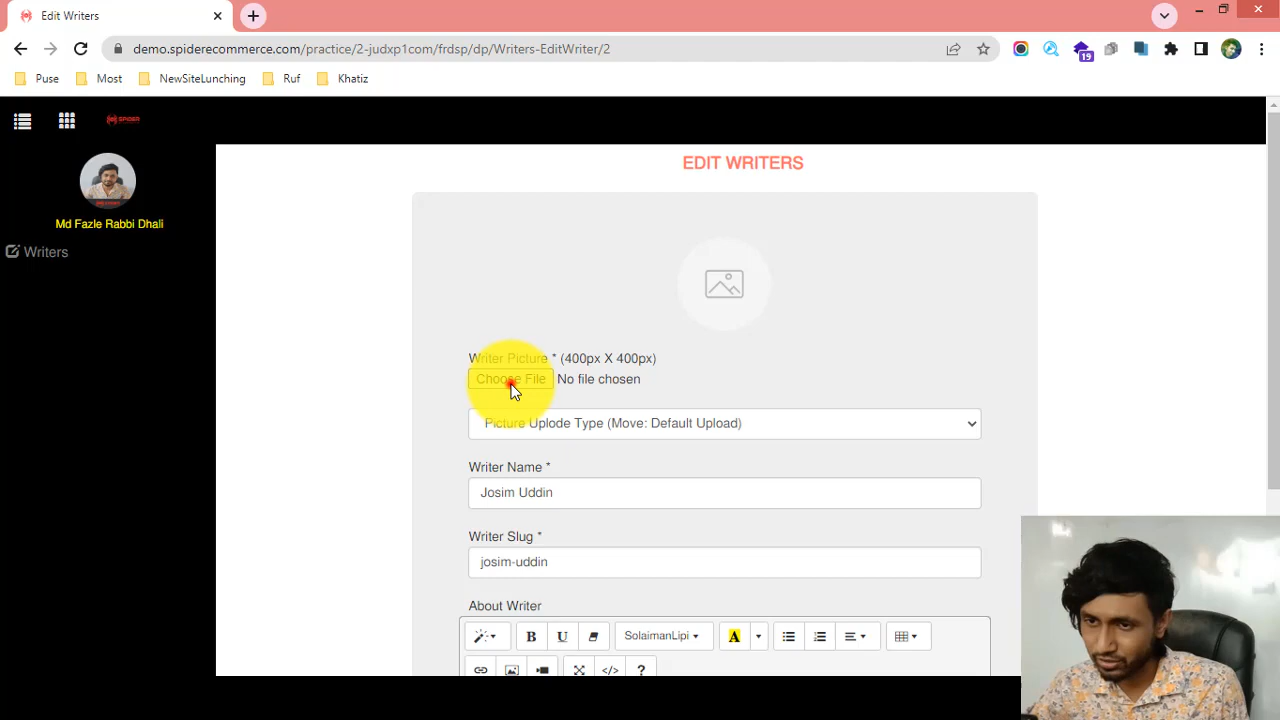 Edit Writers
demo.spiderecommerce.com/practice/2-judxp1com/frdsp/dp/Writers-EditWriter/2
19
Puse
Most
NewSiteLunching
Ruf
Khatiz
SPIDER
Md Fazle Rabbi Dhali
Writers
EDIT WRITERS
Writer Picture * (400px X 400px)
Choose File No file chosen
Picture Uplode Type (Move: Default Upload)
Writer Name *
Josim Uddin
Writer Slug *
josim-uddin
About Writer
B U SolaimanLipi A
</> ?